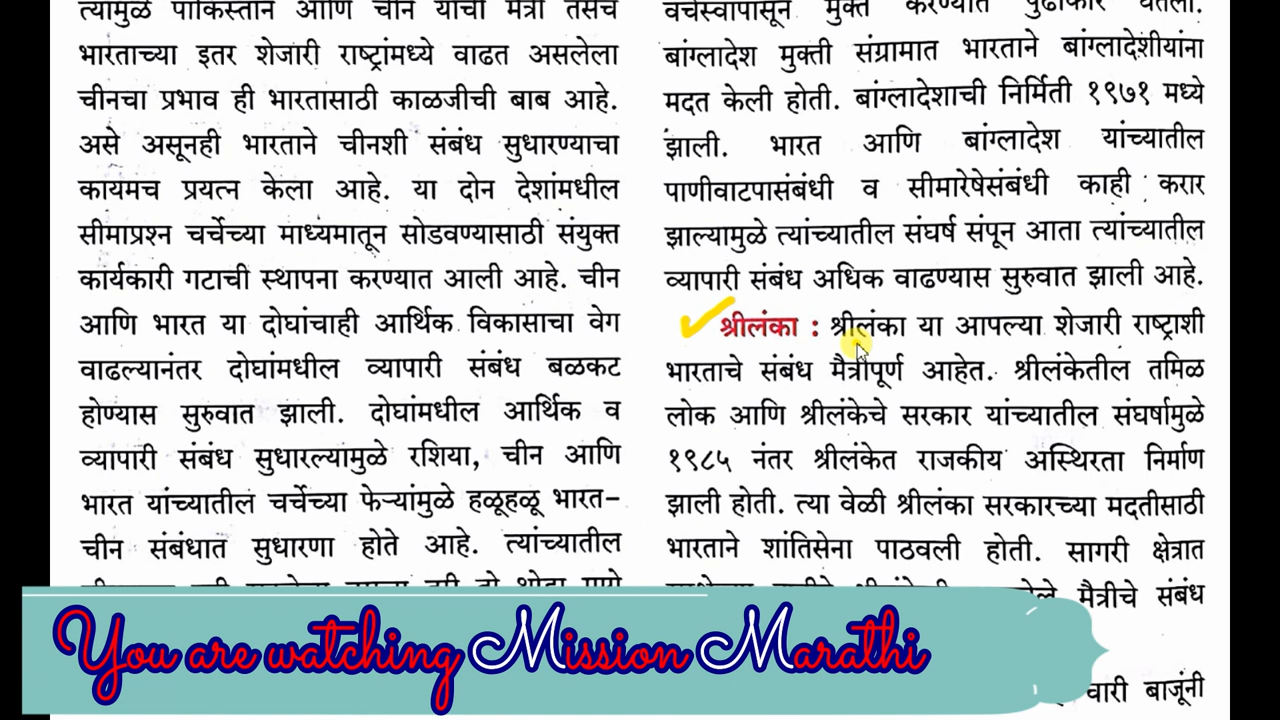 त्यामुळे पाकिस्तान आणि चीन यांची मैत्री तसेच
भारताच्या इतर शेजारी राष्ट्रांमध्ये वाढत असलेला
चीनचा प्रभाव ही भारतासाठी काळजीची बाब आहे.
असे असूनही भारताने चीनशी संबंध सुधारण्याचा
कायमच प्रयत्न केला आहे. या दोन देशांमधील
सीमाप्रश्न चर्चेच्या माध्यमातून सोडवण्यासाठी संयुक्त
कार्यकारी गटाची स्थापना करण्यात आली आहे. चीन
आणि भारत या दोघांचाही आर्थिक विकासाचा वेग
वाढल्यानंतर दोघांमधील व्यापारी संबंध बळकट
होण्यास सुरुवात झाली. दोघांमधील आर्थिक व
व्यापारी संबंध सुधारल्यामुळे रशिया, चीन आणि
भारत यांच्यातील चर्चेच्या फेऱ्यांमुळे हळूहळू भारत-
चीन संबंधात सुधारणा होते आहे. त्यांच्यातील
वर्चस्वापासून मुक्त करण्यात पुढाकार घेतला.
बांग्लादेश मुक्ती संग्रामात भारताने बांग्लादेशीयांना
मदत केली होती. बांग्लादेशाची निर्मिती १९७१ मध्ये
झाली. भारत आणि बांग्लादेश यांच्यातील
पाणीवाटपासंबंधी व सीमारेषेसंबंधी काही करार
झाल्यामुळे त्यांच्यातील संघर्ष संपून आता त्यांच्यातील
व्यापारी संबंध अधिक वाढण्यास सुरुवात झाली आहे.
श्रीलंका : श्रीलंका या आपल्या शेजारी राष्ट्राशी
भारताचे संबंध मैत्रीपूर्ण आहेत. श्रीलंकेतील तमिळ
लोक आणि श्रीलंकेचे सरकार यांच्यातील संघर्षामुळे
१९८५ नंतर श्रीलंकेत राजकीय अस्थिरता निर्माण
झाली होती. त्या वेळी श्रीलंका सरकारच्या मदतीसाठी
भारताने शांतिसेना पाठवली होती. सागरी क्षेत्रात
मैत्रीचे संबंध
वारी बाजूंनी
You are watching Mission Marathi